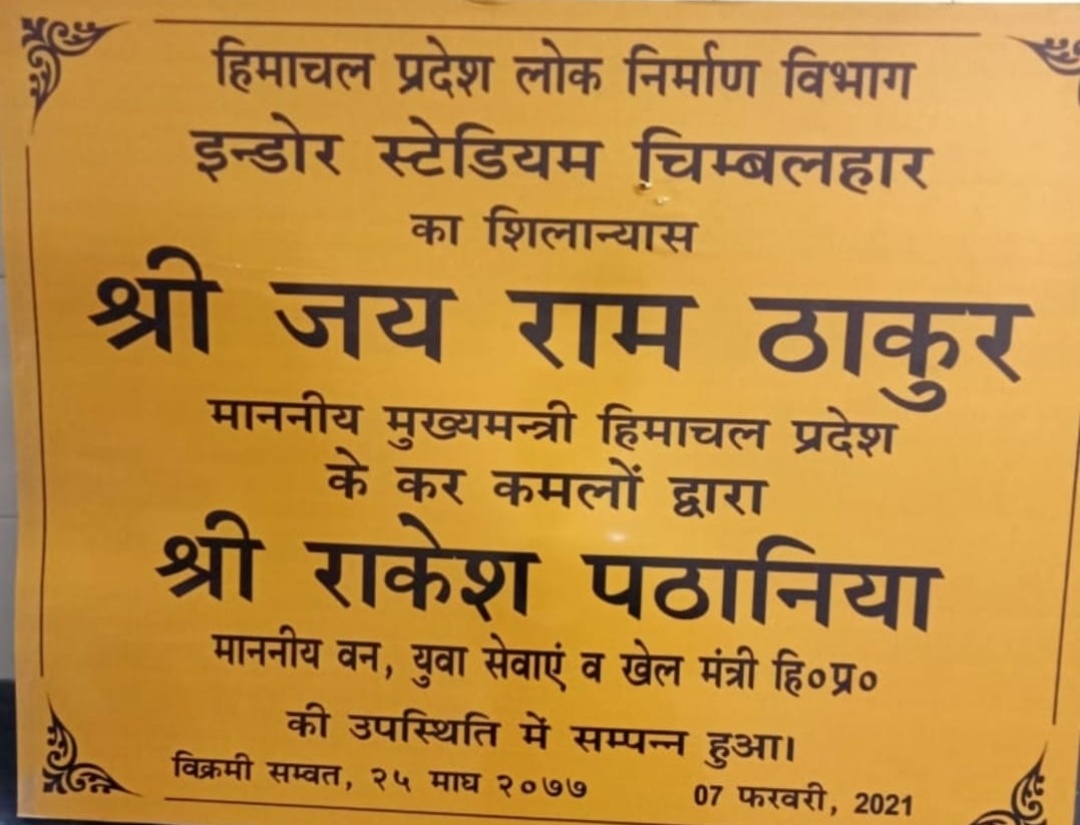 हिमाचल प्रदेश लोक निर्माण विभाग
इन्डोर स्टेडियम चिम्बलहार
का शिलान्यास
श्री जय राम ठाकुर
माननीय मुख्यमन्त्री हिमाचल प्रदेश
के कर कमलों द्वारा
श्री राकेश पठानिया
माननीय वन, युवा सेवाएं व खेल मंत्री हि०प्र०
की उपस्थिति में सम्पन्न हुआ।
विक्रमी सम्वत, २५ माघ २०७७ 07 फरवरी, 2021